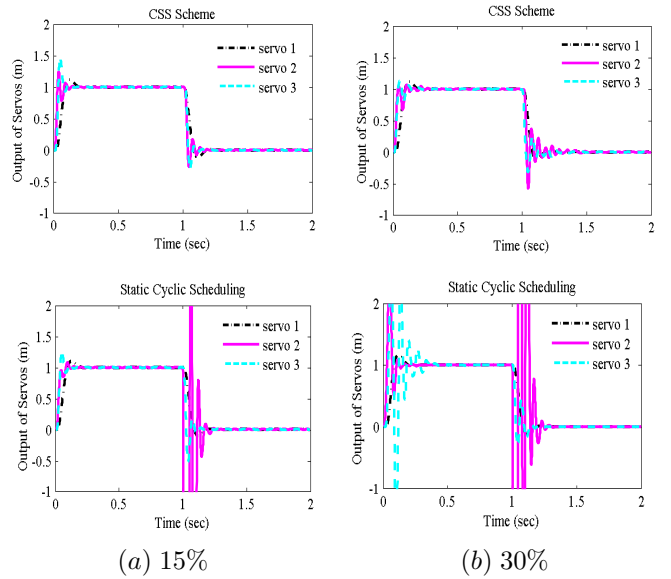 CSS Scheme
Output of Servos (m)
2
1.5
1
0.5
0
-0.5
-1
servo 1
servo 2
servo 3
0 0.5 1 1.5 2
Time (sec)
CSS Scheme
Output of Servos (m)
2
1.5
1
0.5
0
-0.5
-1
servo 1
servo 2
servo 3
0 0.5 1 1.5 2
Time (sec)
Static Cyclic Scheduling
Output of Servos (m)
2
1.5
1
0.5
0
-0.5
-1
servo 1
servo 2
servo 3
0 0.5 1 1.5 2
Time (sec)
(a) 15%
Static Cyclic Scheduling
Output of Servos (m)
2
1.5
1
0.5
0
-0.5
-1
servo 1
servo 2
servo 3
0 0.5 1 1.5 2
Time (sec)
(b) 30%